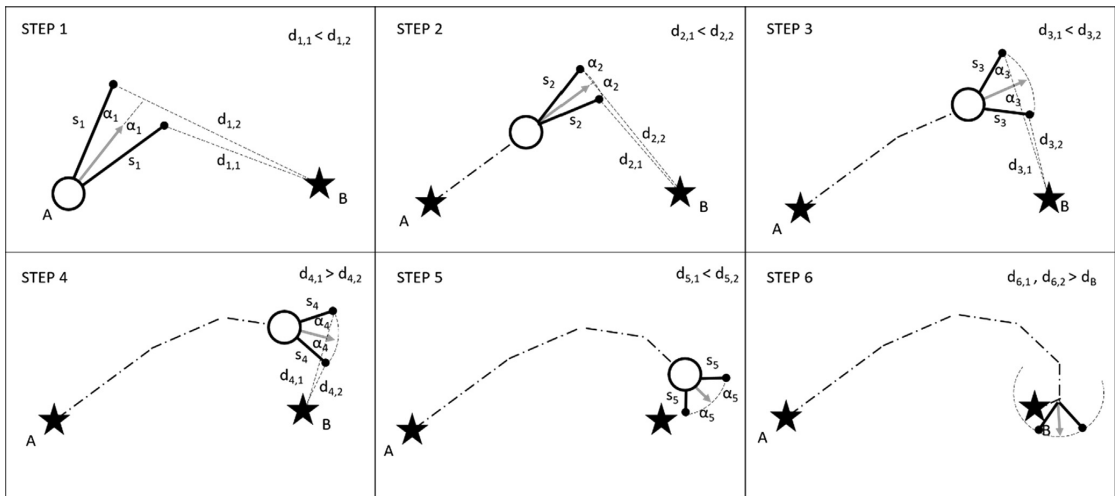 STEP 1
d1,1 < d1,2
s1
α1
α1
s1
d1,2
d1,1
A
B
STEP 2
d2,1 < d2,2
α2
s2
α2
s2
d2,2
d2,1
A
B
STEP 3
d3,1 < d3,2
s3
α3
α3
s3
d3,2
d3,1
A
B
STEP 4
d4,1 > d4,2
s4
α4
α4
s4
d4,1
d4,2
A
B
STEP 5
d5,1 < d5,2
s5
s5
α5
α5
A
STEP 6
d6,1 , d6,2 > dB
A
B